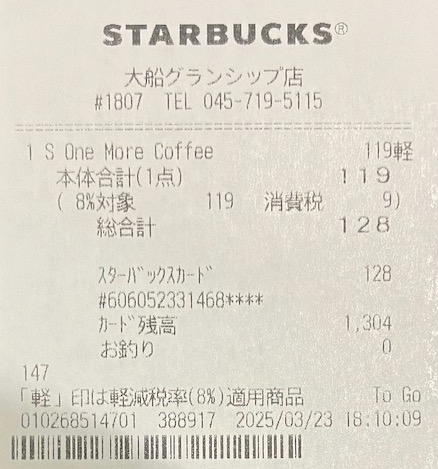 STARBUCKS®
大船グランシップ店
#1807 TEL 045-719-5115
1 S One More Coffee 119軽
本体合計(1点) 119
( 8%対象 119 消費税 9)
総合計 128
ｽﾀｰﾊﾞｯｸｽｶｰﾄﾞ 128
#606052331468****
ｶｰﾄﾞ残高 1,304
お釣り 0
147
「軽」印は軽減税率(8%)適用商品 To Go
010268514701 388917 2025/03/23 18:10:09